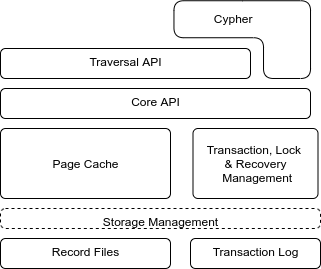 Cypher
Traversal API
Core API
Page Cache
Transaction, Lock
& Recovery
Management
Storage Management
Record Files
Transaction Log